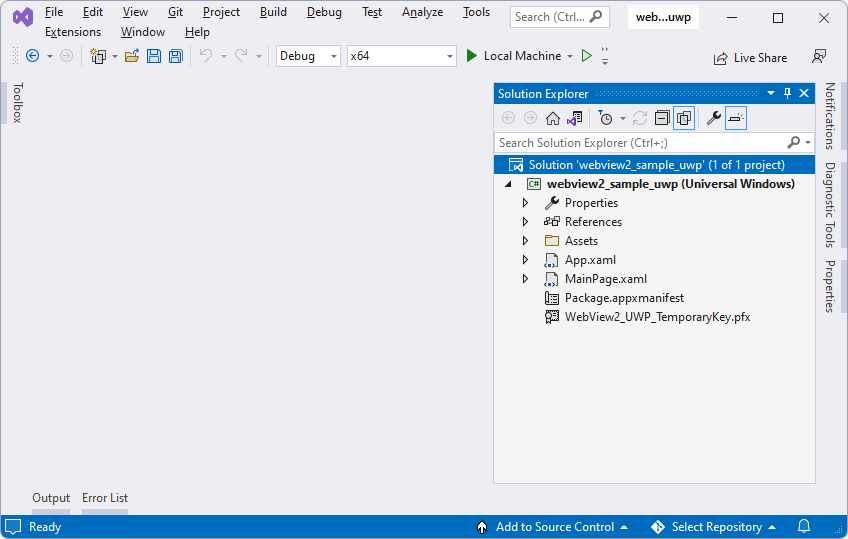 File Edit View Git Project Build Debug Test Analyze Tools Search (Ctrl... web...uwp
Extensions Window Help
Debug x64 Local Machine Live Share
Toolbox
Solution Explorer
Search Solution Explorer (Ctrl+;)
Solution 'webview2_sample_uwp' (1 of 1 project)
C# webview2_sample_uwp (Universal Windows)
Properties
References
Assets
App.xaml
MainPage.xaml
Package.appxmanifest
WebView2_UWP_TemporaryKey.pfx
Notifications
Diagnostic Tools
Properties
Output Error List
Ready Add to Source Control Select Repository